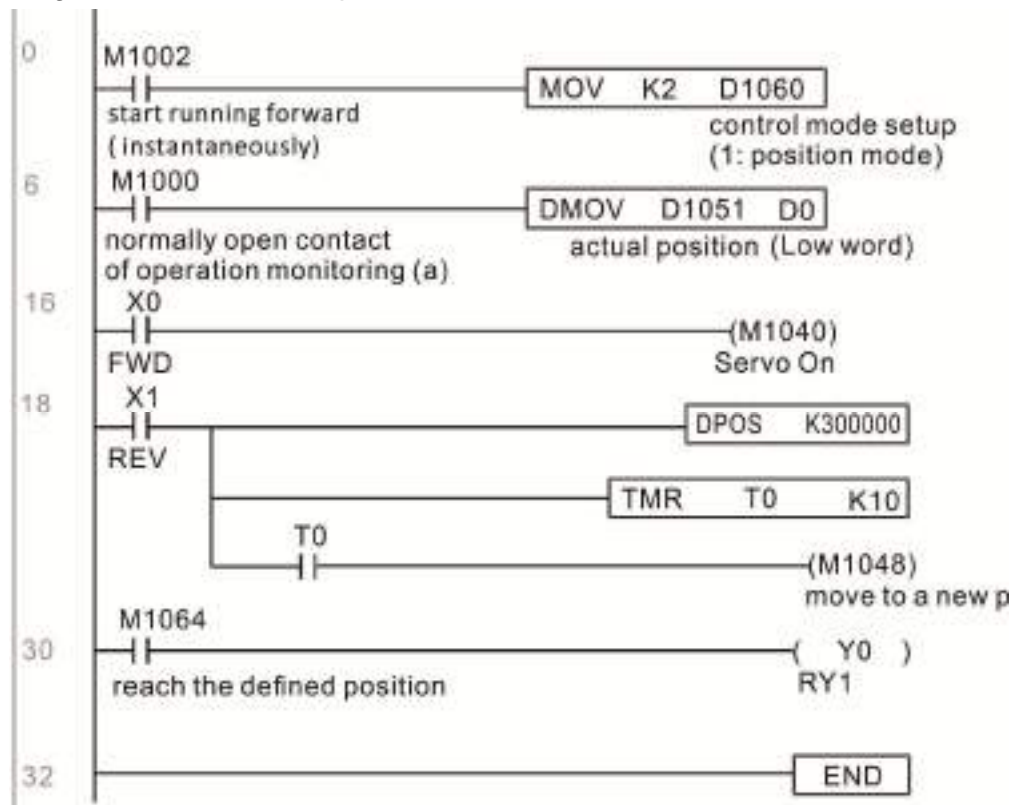 0
M1002
MOV K2 D1060
start running forward
( instantaneously)
control mode setup
(1: position mode)
6
M1000
DMOV D1051 D0
normally open contact
of operation monitoring (a)
actual position (Low word)
16
X0
(M1040)
FWD
Servo On
18
X1
DPOS K300000
REV
TMR T0 K10
T0
(M1048)
move to a new p
M1064
30
( Y0 )
reach the defined position
RY1
32
END